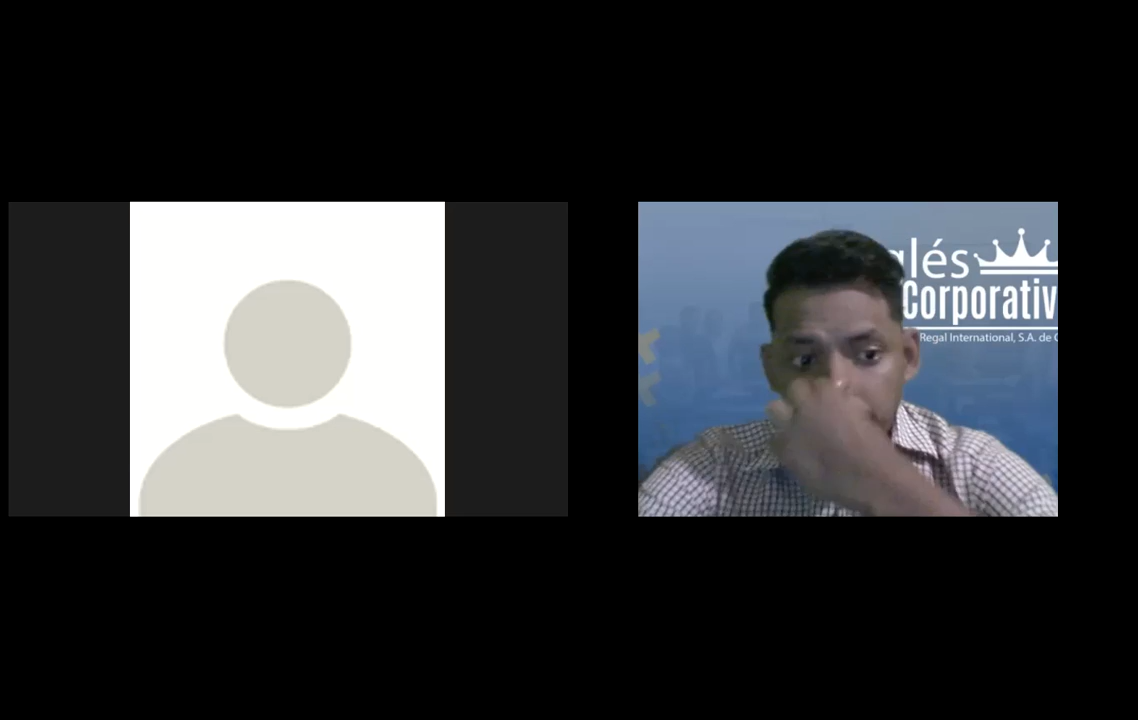 glés
Corporativ
Regal International, S.A. de C